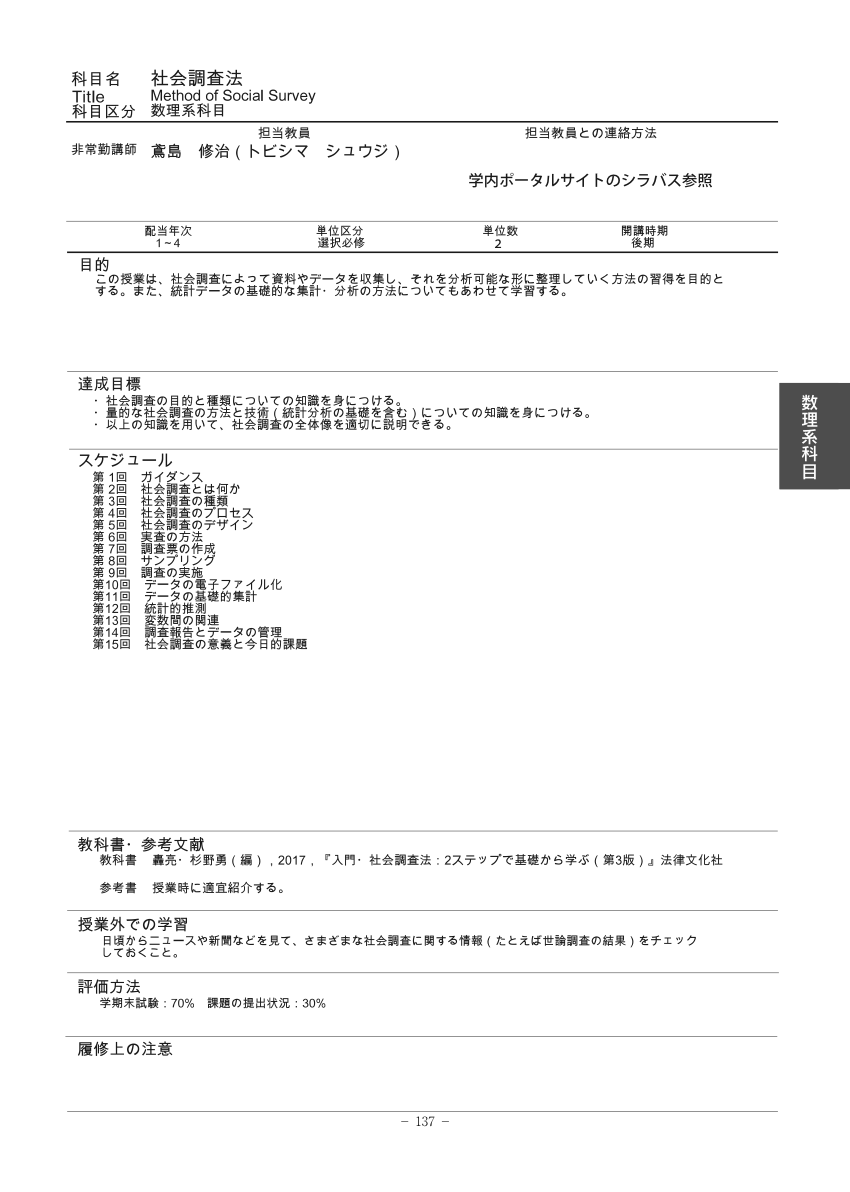 科目名 社会調査法
Title Method of Social Survey
科目区分 数理系科目
担当教員 担当教員との連絡方法
非常勤講師 鳶島 修治(トビシマ シュウジ)
学内ポータルサイトのシラバス参照
配当年次 単位区分 単位数 開講時期
1~4 選択必修 2 後期
目的
この授業は、社会調査によって資料やデータを収集し、それを分析可能な形に整理していく方法の習得を目的と
する。また、統計データの基礎的な集計・分析の方法についてもあわせて学習する。
達成目標
・社会調査の目的と種類についての知識を身につける。
・量的な社会調査の方法と技術(統計分析の基礎を含む)についての知識を身につける。
・以上の知識を用いて、社会調査の全体像を適切に説明できる。
数理系科目
スケジュール
第 1回 ガイダンス
第 2回 社会調査とは何か
第 3回 社会調査の種類
第 4回 社会調査のプロセス
第 5回 社会調査のデザイン
第 6回 実査の方法
第 7回 調査票の作成
第 8回 サンプリング
第 9回 調査の実施
第10回 データの電子ファイル化
第11回 データの基礎的集計
第12回 統計的推測
第13回 変数間の関連
第14回 調査報告とデータの管理
第15回 社会調査の意義と今日的課題
教科書・参考文献
教科書 轟亮・杉野勇(編),2017,『入門・社会調査法:2ステップで基礎から学ぶ(第3版)』法律文化社
参考書 授業時に適宜紹介する。
授業外での学習
日頃からニュースや新聞などを見て、さまざまな社会調査に関する情報(たとえば世論調査の結果)をチェック
しておくこと。
評価方法
学期末試験:70% 課題の提出状況:30%
履修上の注意
- 137 -